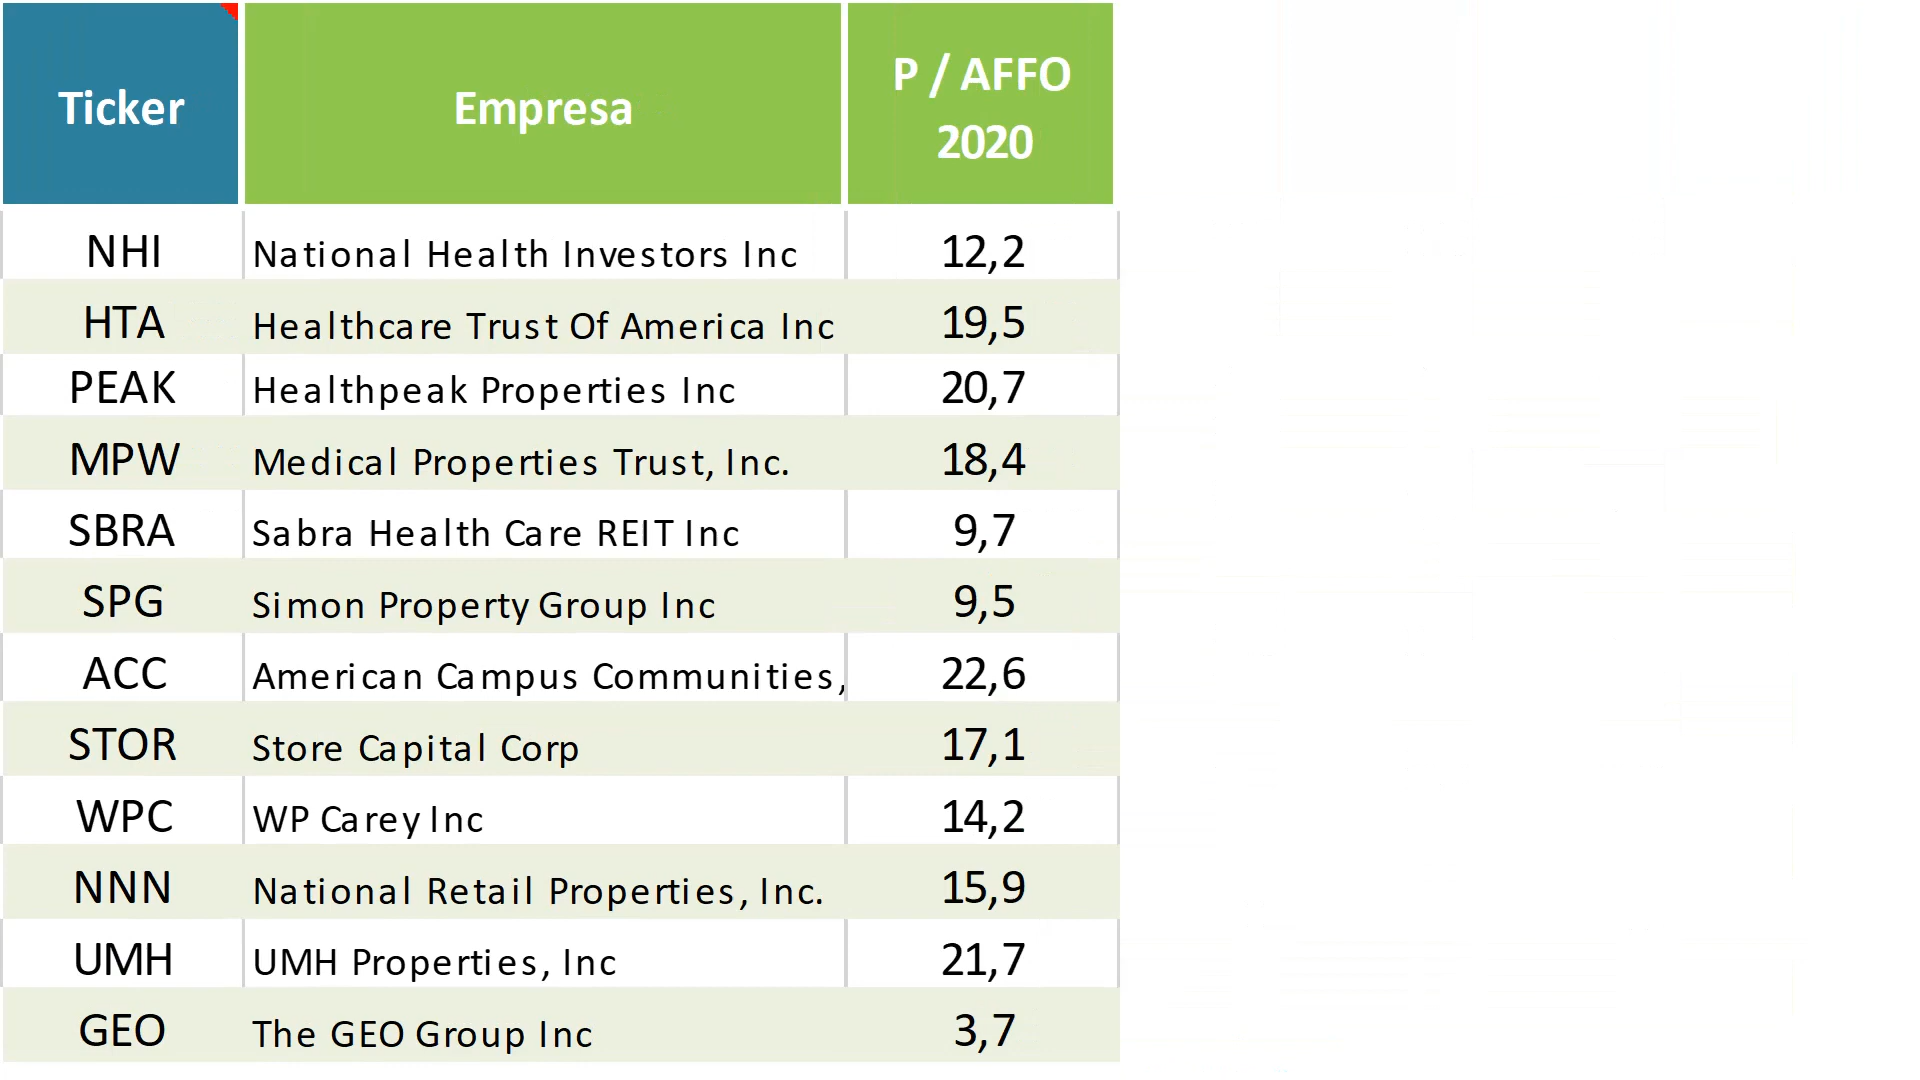 Ticker Empresa P / AFFO 2020
NHI National Health Investors Inc 12,2
HTA Healthcare Trust Of America Inc 19,5
PEAK Healthpeak Properties Inc 20,7
MPW Medical Properties Trust, Inc. 18,4
SBRA Sabra Health Care REIT Inc 9,7
SPG Simon Property Group Inc 9,5
ACC American Campus Communities, 22,6
STOR Store Capital Corp 17,1
WPC WP Carey Inc 14,2
NNN National Retail Properties, Inc. 15,9
UMH UMH Properties, Inc 21,7
GEO The GEO Group Inc 3,7